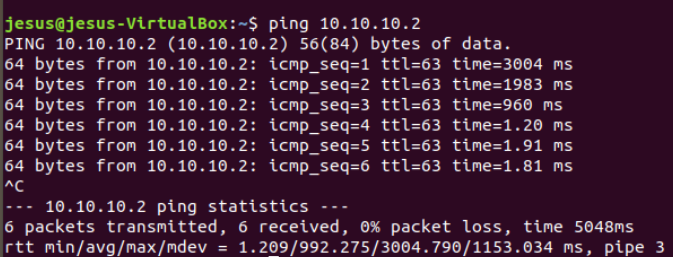 jesus@jesus-VirtualBox:~$ ping 10.10.10.2
PING 10.10.10.2 (10.10.10.2) 56(84) bytes of data.
64 bytes from 10.10.10.2: icmp_seq=1 ttl=63 time=3004 ms
64 bytes from 10.10.10.2: icmp_seq=2 ttl=63 time=1983 ms
64 bytes from 10.10.10.2: icmp_seq=3 ttl=63 time=960 ms
64 bytes from 10.10.10.2: icmp_seq=4 ttl=63 time=1.20 ms
64 bytes from 10.10.10.2: icmp_seq=5 ttl=63 time=1.91 ms
64 bytes from 10.10.10.2: icmp_seq=6 ttl=63 time=1.81 ms
^C
--- 10.10.10.2 ping statistics ---
6 packets transmitted, 6 received, 0% packet loss, time 5048ms
rtt min/avg/max/mdev = 1.209/992.275/3004.790/1153.034 ms, pipe 3